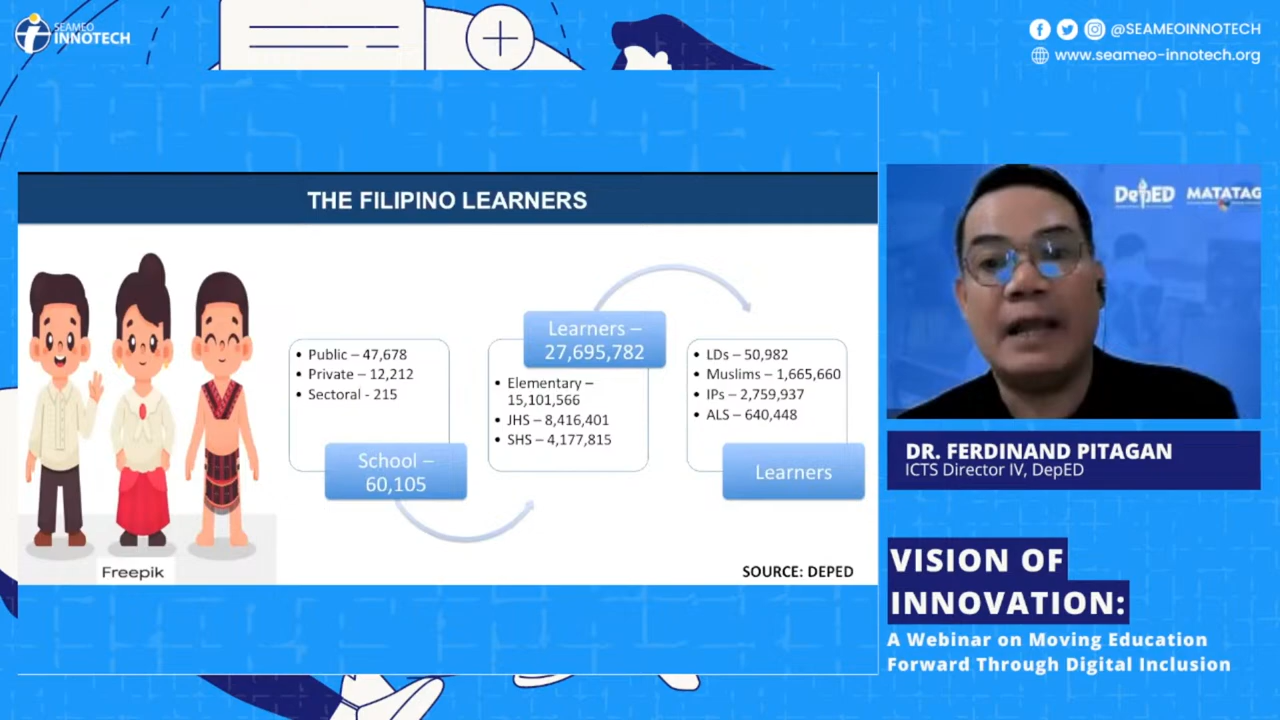 SEAMEO
INNOTECH
@SEAMEOINNOTECH
www.seameo-innotech.org
THE FILIPINO LEARNERS
• Public – 47,678
• Private – 12,212
• Sectoral - 215
School –
60,105
Learners –
27,695,782
• Elementary –
15,101,566
• JHS – 8,416,401
• SHS – 4,177,815
• LDs – 50,982
• Muslims – 1,665,660
• IPs – 2,759,937
• ALS – 640,448
Learners
Freepik
SOURCE: DEPED
DepED MATATAG
DR. FERDINAND PITAGAN
ICTS Director IV, DepED
VISION OF
INNOVATION:
A Webinar on Moving Education
Forward Through Digital Inclusion